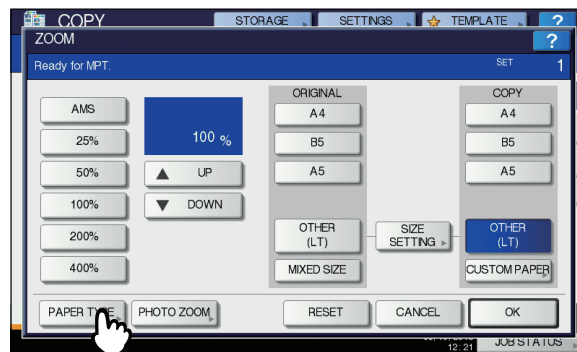 COPY STORAGE SETTINGS TEMPLATE ?
ZOOM ?
Ready for MPT. SET 1
ORIGINAL COPY
AMS A4 A4
25% 100 % B5 B5
50% UP A5 A5
100% DOWN
200% OTHER (LT) SIZE SETTING OTHER (LT)
400% MIXED SIZE CUSTOM PAPER
PAPER PHOTO ZOOM RESET CANCEL OK
12:21 JOB STATUS